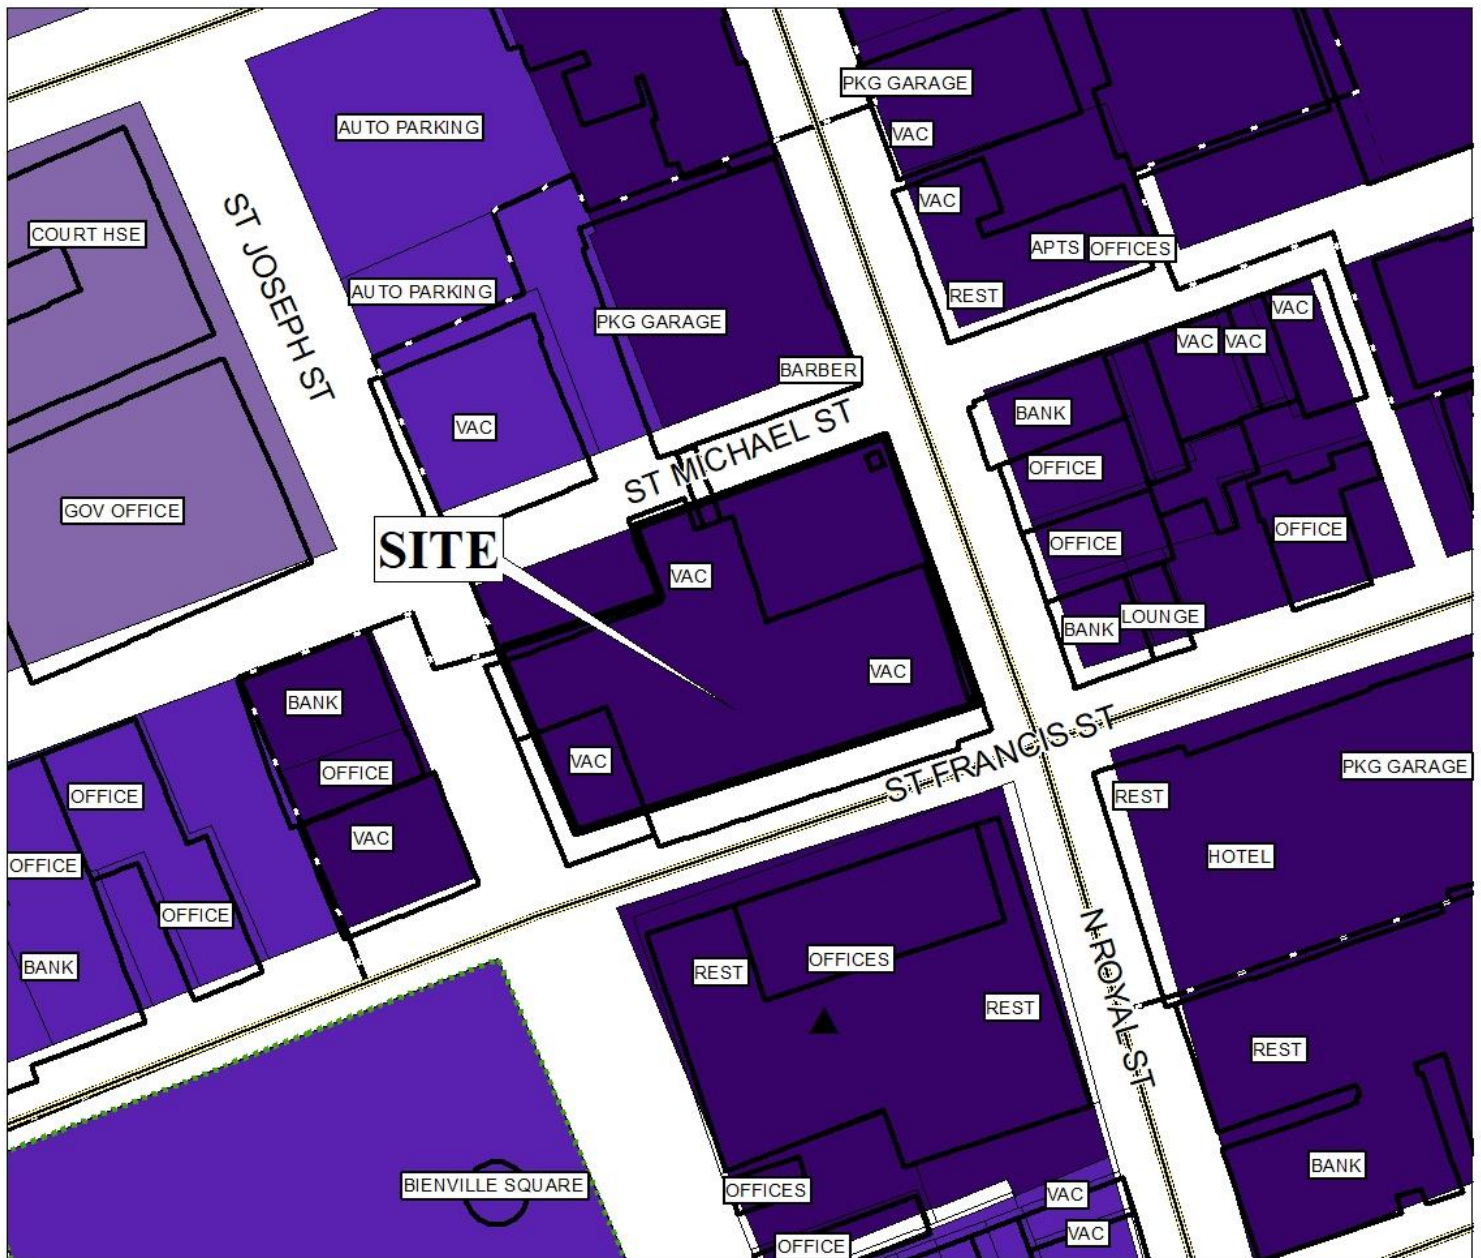 PKG GARAGE
AUTO PARKING
VAC
VAC
COURT HSE
ST JOSEPH ST
APTS
OFFICES
AUTO PARKING
REST
PKG GARAGE
VAC
VAC
VAC
BARBER
BANK
VAC
ST MICHAEL ST
OFFICE
GOV OFFICE
SITE
OFFICE
OFFICE
VAC
LOUNGE
BANK
VAC
BANK
ST FRANCIS ST
VAC
OFFICE
PKG GARAGE
OFFICE
REST
VAC
HOTEL
OFFICE
OFFICE
N ROYAL ST
BANK
REST
OFFICES
REST
REST
BIENVILLE SQUARE
OFFICES
BANK
VAC
VAC
OFFICE